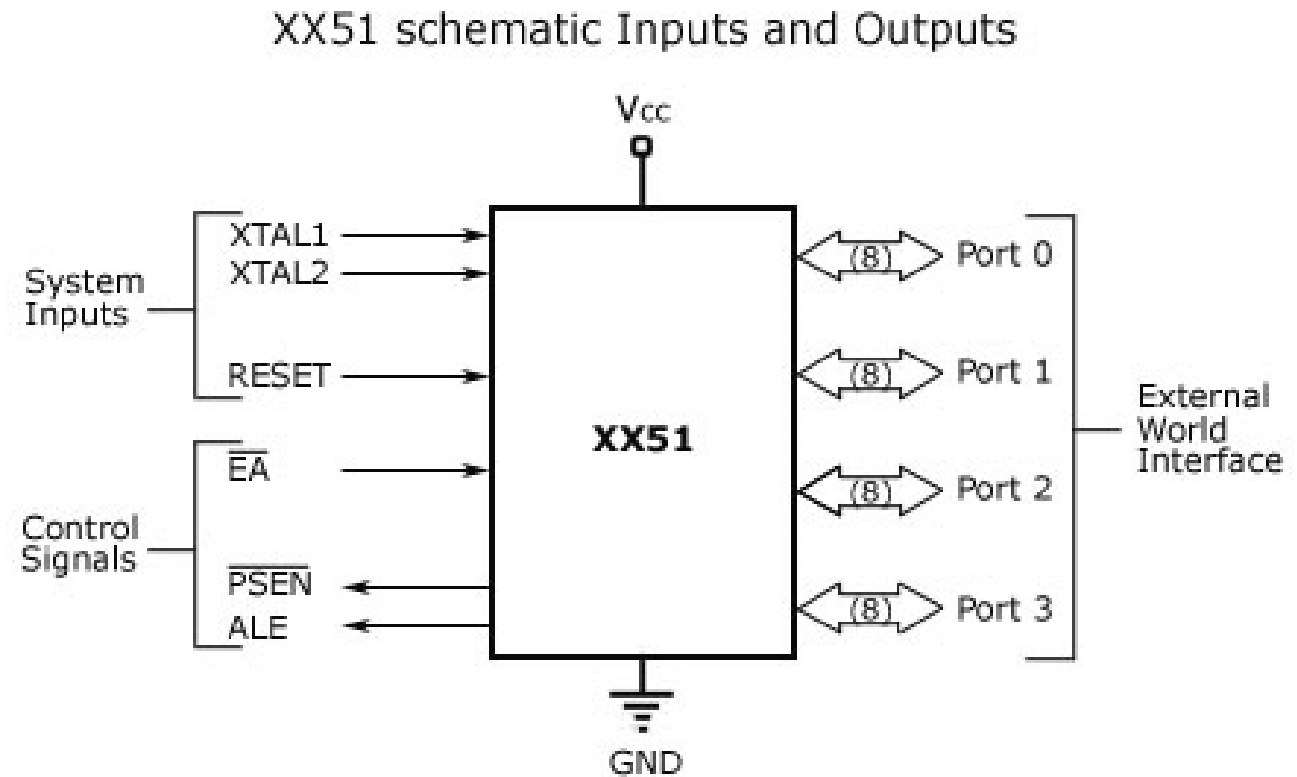 XX51 schematic Inputs and Outputs
Vcc
XTAL1
XTAL2
System
Inputs
RESET
EA
Control
Signals
PSEN
ALE
XX51
(8) Port 0
(8) Port 1
(8) Port 2
(8) Port 3
External
World
Interface
GND